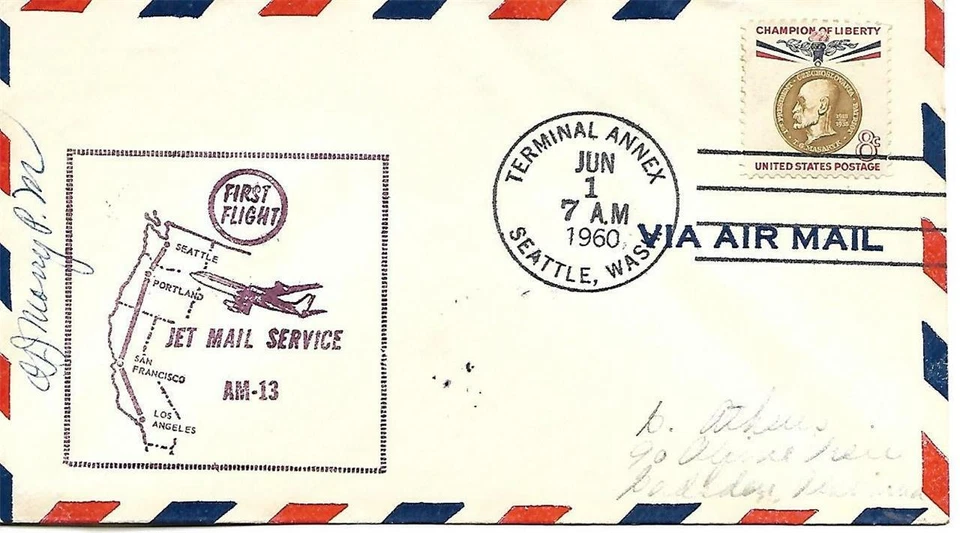 CHAMPION OF LIBERTY
8¢
UNITED STATES POSTAGE
TERMINAL ANNEX
JUN
1
7 A.M
1960
SEATTLE, WASH.
VIA AIR MAIL
FIRST
FLIGHT
SEATTLE
PORTLAND
JET MAIL SERVICE
SAN
FRANCISCO
AM-13
LOS
ANGELES
P.M